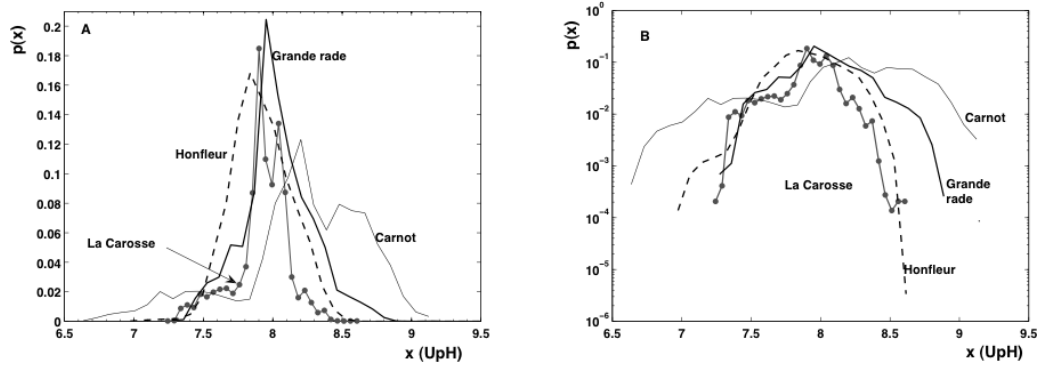 A
p(x)
0.2
0.18
0.16
0.14
0.12
0.1
0.08
0.06
0.04
0.02
0
Grande rade
Honfleur
La Carosse
Carnot
6.5 7 7.5 8 8.5 9 9.5
x (UpH)
B
p(x)
10^0
10^-1
10^-2
10^-3
10^-4
10^-5
10^-6
Carnot
La Carosse
Grande
rade
Honfleur
6.5 7 7.5 8 8.5 9 9.5
x (UpH)